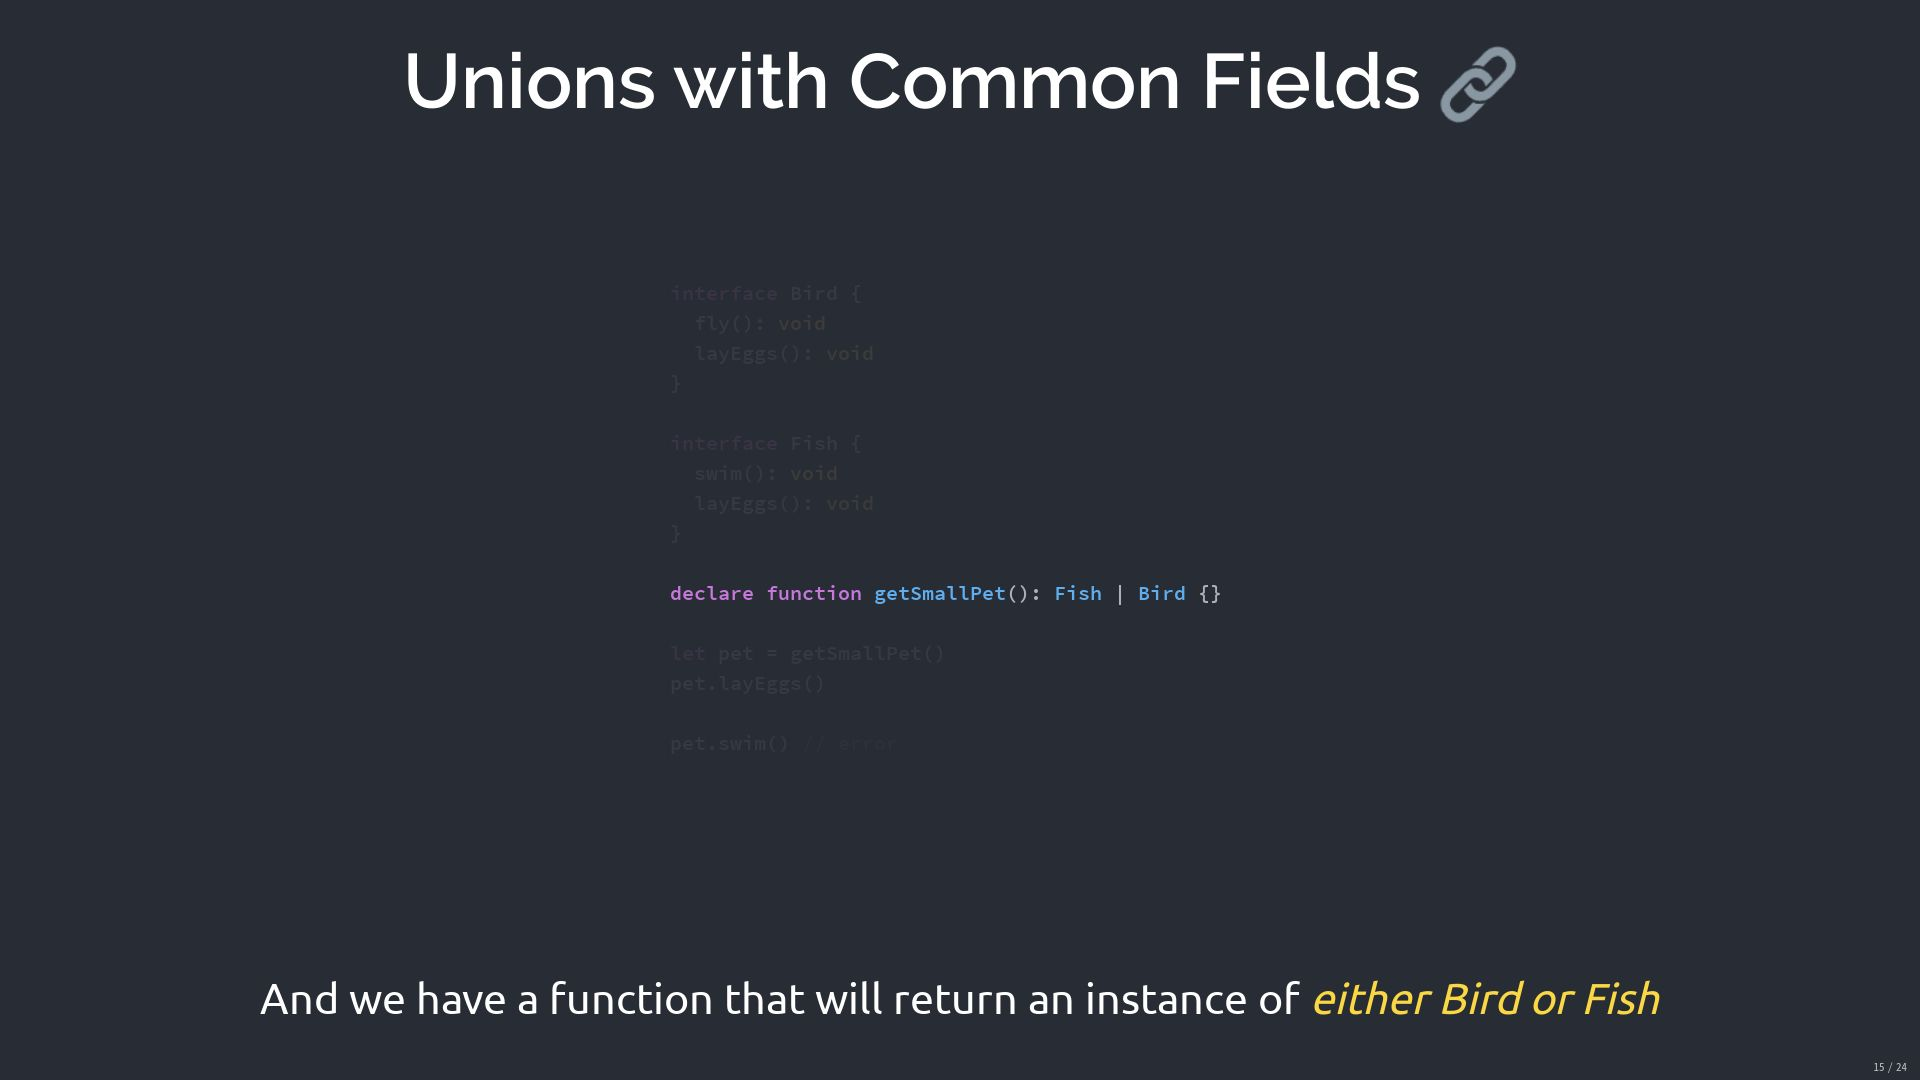 Unions with Common Fields
interface Bird {
  fly(): void
  layEggs(): void
}
interface Fish {
  swim(): void
  layEggs(): void
}
declare function getSmallPet(): Fish | Bird {}
let pet = getSmallPet()
pet.layEggs()
pet.swim() // error
And we have a function that will return an instance of either Bird or Fish
15 / 24